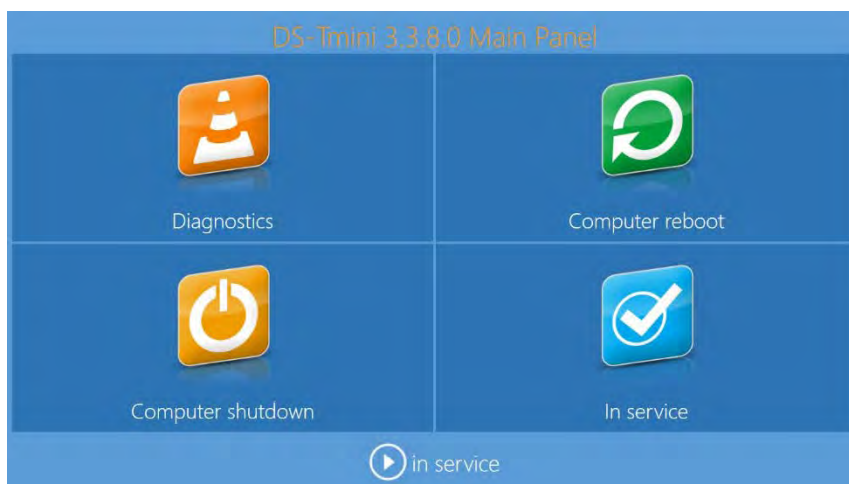 DS-Tmini 3.3.8.0 Main Panel
Diagnostics
Computer reboot
Computer shutdown
In service
in service